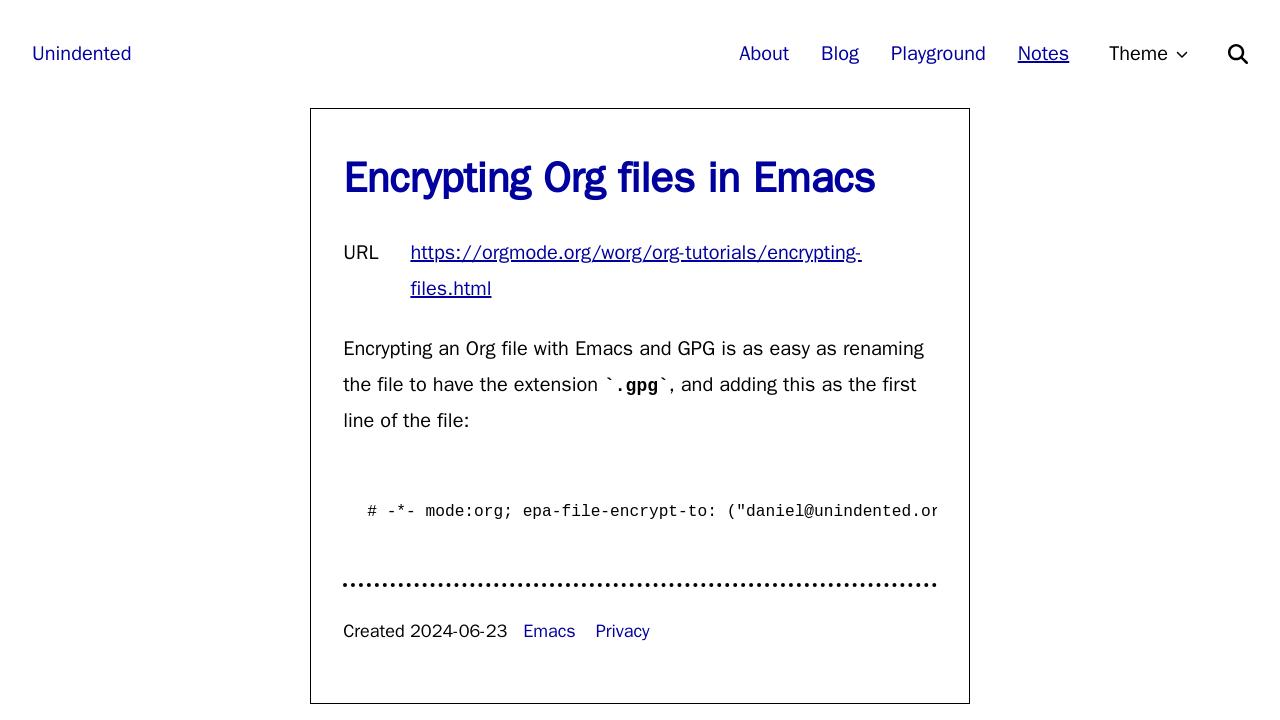 Unindented
About Blog Playground Notes Theme
Encrypting Org files in Emacs
URL https://orgmode.org/worg/org-tutorials/encrypting-
files.html
Encrypting an Org file with Emacs and GPG is as easy as renaming
the file to have the extension `.gpg`, and adding this as the first
line of the file:
# -*- mode:org; epa-file-encrypt-to: ("daniel@unindented.or
Created 2024-06-23 Emacs Privacy